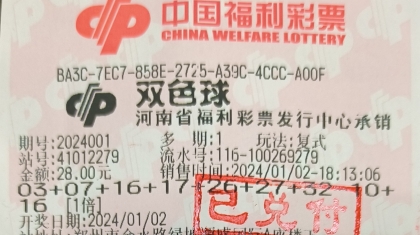 中国福利彩票
CHINA WELFARE LOTTERY
BA3C-7EC7-858E-2725-A39C-4CCC-A00F
双色球
河南省福利彩票发行中心承销
期号:2024001 多期:1 玩法:复式
站号:41012279 流水号:116-100269279
金额:28.00元 销售时间:2024/01/02-18:13:06
03+07+16+17+26+27+32 10+
16 [1倍]
开奖日期:2024/01/02
已兑付